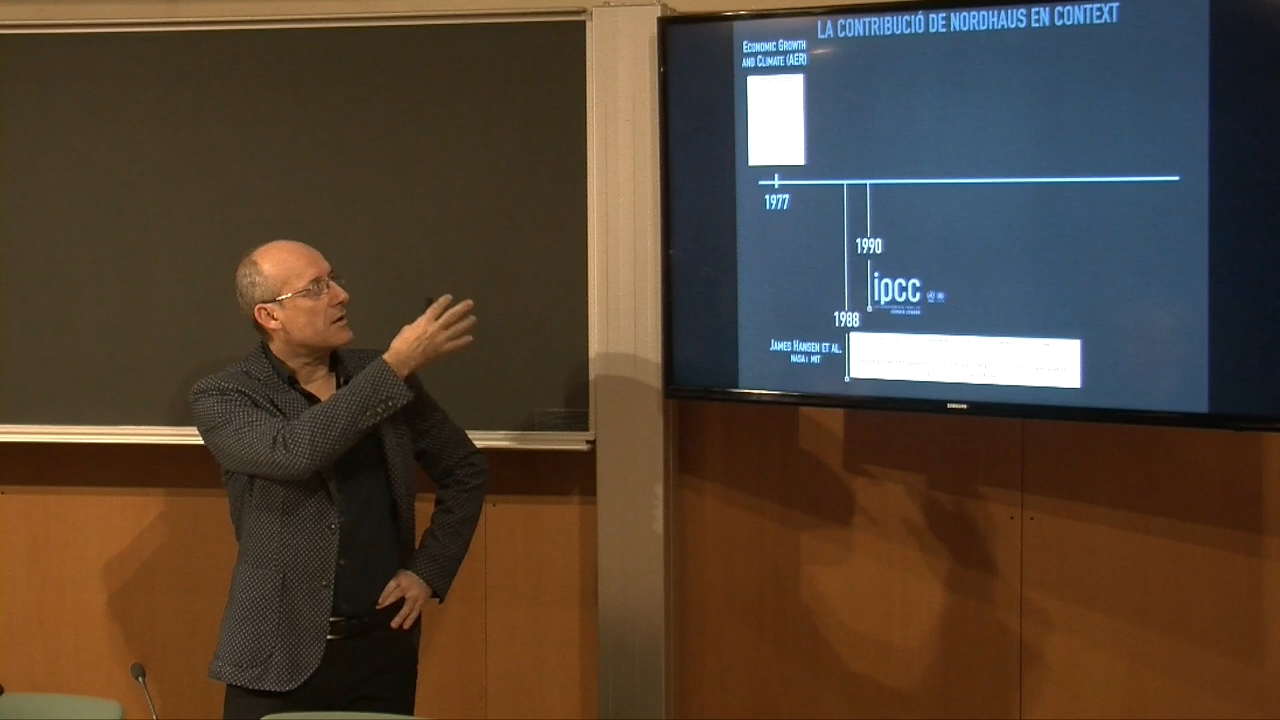 LA CONTRIBUCIÓ DE NORDHAUS EN CONTEXT
ECONOMIC GROWTH
AND CLIMATE (AER)
1977
1990
ipcc
1988
JAMES HANSEN ET AL.
NASA I MIT
SAMSUNG